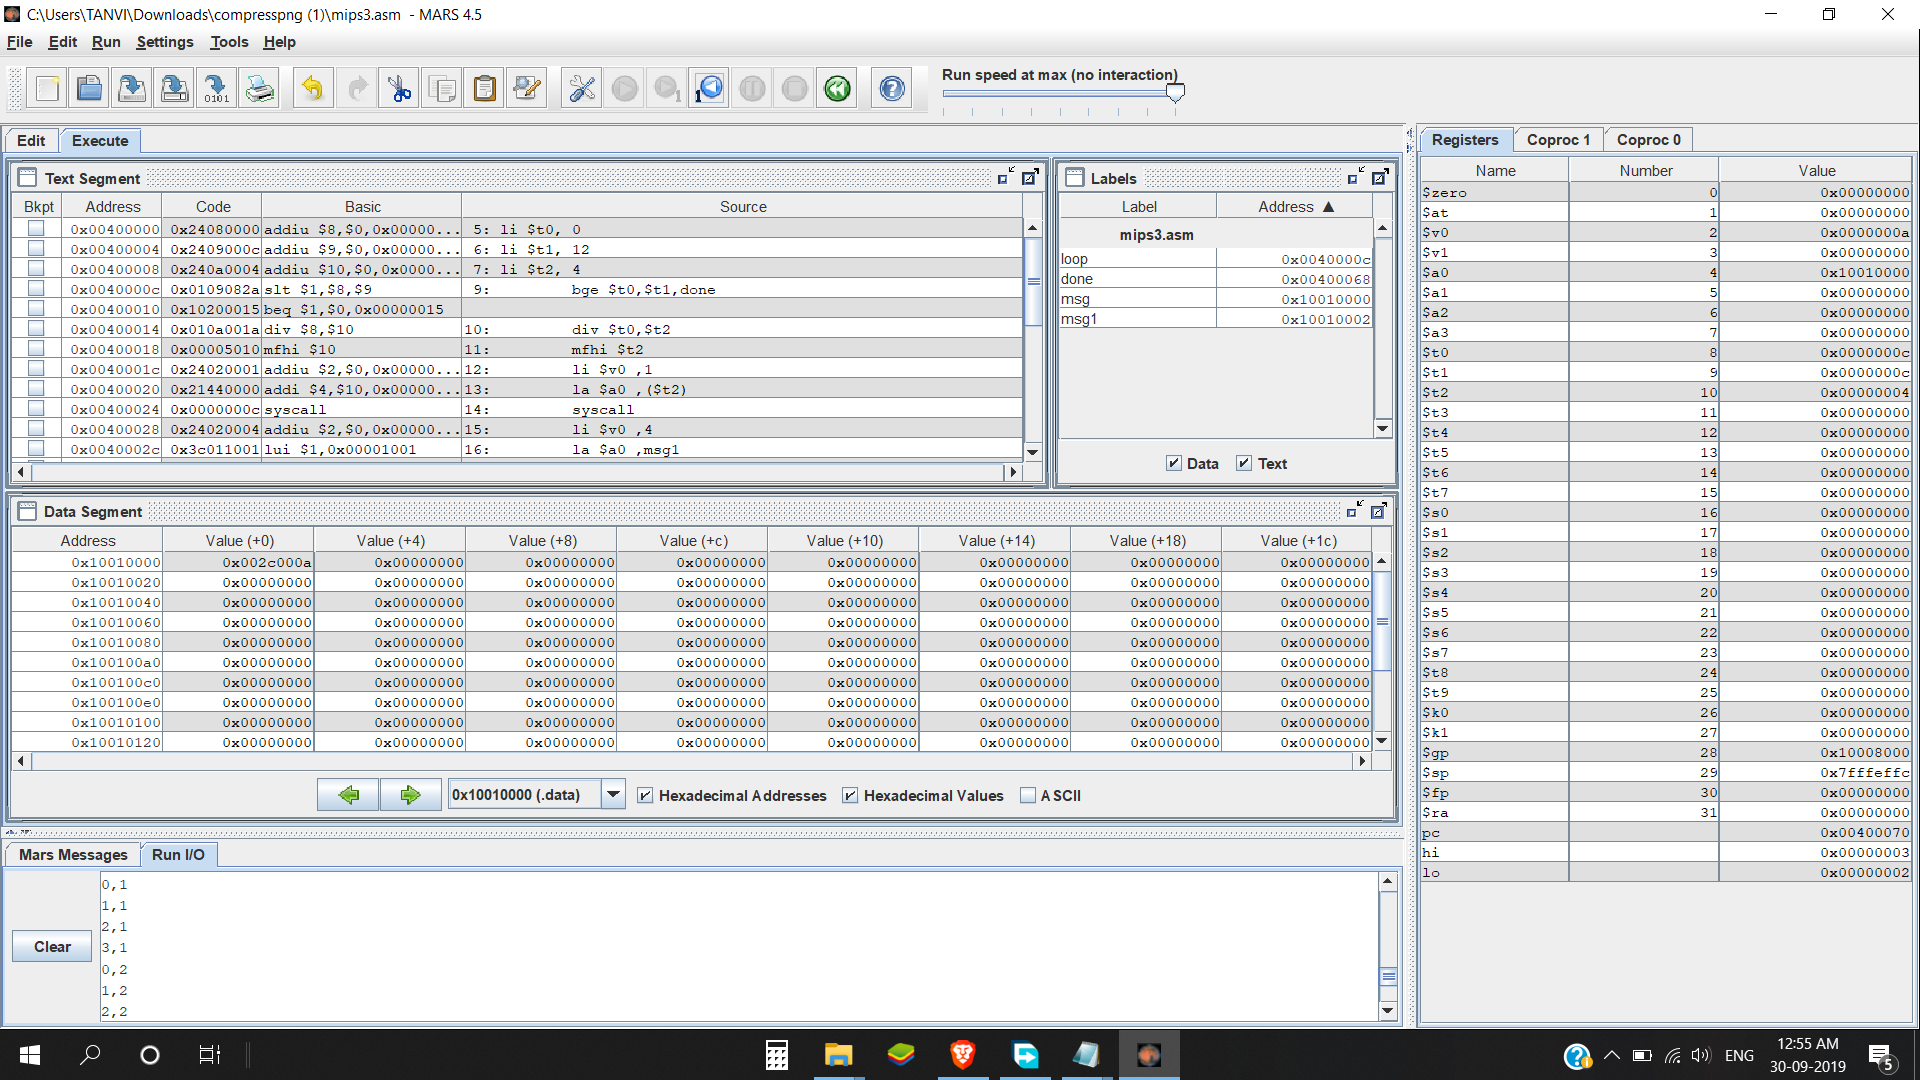 C:\Users\TANVI\Downloads\compresspng (1)\mips3.asm - MARS 4.5
File Edit Run Settings Tools Help
Run speed at max (no interaction)
Edit Execute
Text Segment
Bkpt Address Code Basic Source
0x00400000 0x24080000 addiu $8,$0,0x00000... 5: li $t0, 0
0x00400004 0x2409000c addiu $9,$0,0x00000... 6: li $t1, 12
0x00400008 0x240a0004 addiu $10,$0,0x0000... 7: li $t2, 4
0x0040000c 0x0109082a slt $1,$8,$9 9: bge $t0,$t1,done
0x00400010 0x10200015 beq $1,$0,0x00000015
0x00400014 0x010a001a div $8,$10 10: div $t0,$t2
0x00400018 0x00005010 mfhi $10 11: mfhi $t2
0x0040001c 0x24020001 addiu $2,$0,0x00000... 12: li $v0 ,1
0x00400020 0x21440000 addi $4,$10,0x00000... 13: la $a0 ,($t2)
0x00400024 0x0000000c syscall 14: syscall
0x00400028 0x24020004 addiu $2,$0,0x00000... 15: li $v0 ,4
0x0040002c 0x3c011001 lui $1,0x00001001 16: la $a0 ,msg1
Labels
Label Address ▲
mips3.asm
loop 0x0040000c
done 0x00400068
msg 0x10010000
msg1 0x10010002
Data Text
Data Segment
Address Value (+0) Value (+4) Value (+8) Value (+c) Value (+10) Value (+14) Value (+18) Value (+1c)
0x10010000 0x002c000a 0x00000000 0x00000000 0x00000000 0x00000000 0x00000000 0x00000000 0x00000000
0x10010020 0x00000000 0x00000000 0x00000000 0x00000000 0x00000000 0x00000000 0x00000000 0x00000000
0x10010040 0x00000000 0x00000000 0x00000000 0x00000000 0x00000000 0x00000000 0x00000000 0x00000000
0x10010060 0x00000000 0x00000000 0x00000000 0x00000000 0x00000000 0x00000000 0x00000000 0x00000000
0x10010080 0x00000000 0x00000000 0x00000000 0x00000000 0x00000000 0x00000000 0x00000000 0x00000000
0x100100a0 0x00000000 0x00000000 0x00000000 0x00000000 0x00000000 0x00000000 0x00000000 0x00000000
0x100100c0 0x00000000 0x00000000 0x00000000 0x00000000 0x00000000 0x00000000 0x00000000 0x00000000
0x100100e0 0x00000000 0x00000000 0x00000000 0x00000000 0x00000000 0x00000000 0x00000000 0x00000000
0x10010100 0x00000000 0x00000000 0x00000000 0x00000000 0x00000000 0x00000000 0x00000000 0x00000000
0x10010120 0x00000000 0x00000000 0x00000000 0x00000000 0x00000000 0x00000000 0x00000000 0x00000000
0x10010000 (.data) Hexadecimal Addresses Hexadecimal Values ASCII
Mars Messages Run I/O
Clear
0,1
1,1
2,1
3,1
0,2
1,2
2,2
Registers Coproc 1 Coproc 0
Name Number Value
$zero 0 0x00000000
$at 1 0x00000000
$v0 2 0x0000000a
$v1 3 0x00000000
$a0 4 0x10010000
$a1 5 0x00000000
$a2 6 0x00000000
$a3 7 0x00000000
$t0 8 0x0000000c
$t1 9 0x0000000c
$t2 10 0x00000004
$t3 11 0x00000000
$t4 12 0x00000000
$t5 13 0x00000000
$t6 14 0x00000000
$t7 15 0x00000000
$s0 16 0x00000000
$s1 17 0x00000000
$s2 18 0x00000000
$s3 19 0x00000000
$s4 20 0x00000000
$s5 21 0x00000000
$s6 22 0x00000000
$s7 23 0x00000000
$t8 24 0x00000000
$t9 25 0x00000000
$k0 26 0x00000000
$k1 27 0x00000000
$gp 28 0x10008000
$sp 29 0x7fffeffc
$fp 30 0x00000000
$ra 31 0x00000000
pc 0x00400070
hi 0x00000003
lo 0x00000002
ENG
12:55 AM
30-09-2019
5